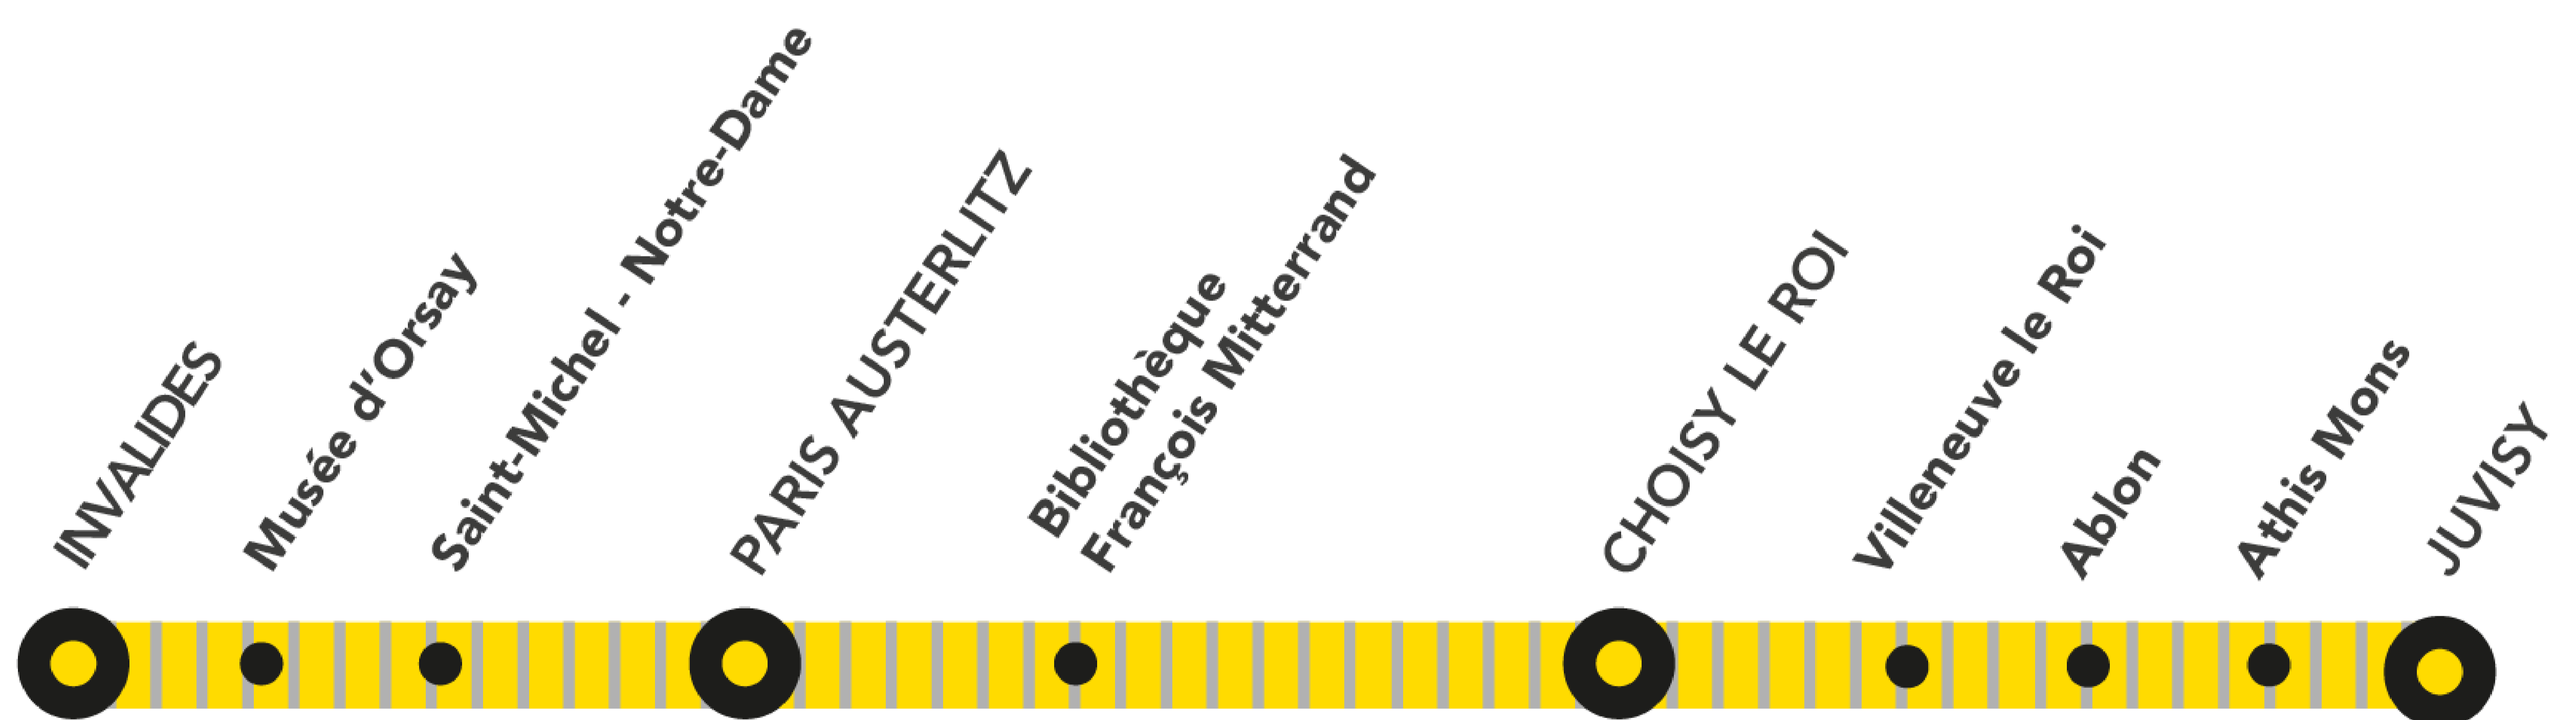 INVALIDES
Musée d'Orsay
Saint-Michel - Notre-Dame
PARIS AUSTERLITZ
Bibliothèque
François Mitterrand
CHOISY LE ROI
Villeneuve le Roi
Ablon
Athis Mons
JUVISY